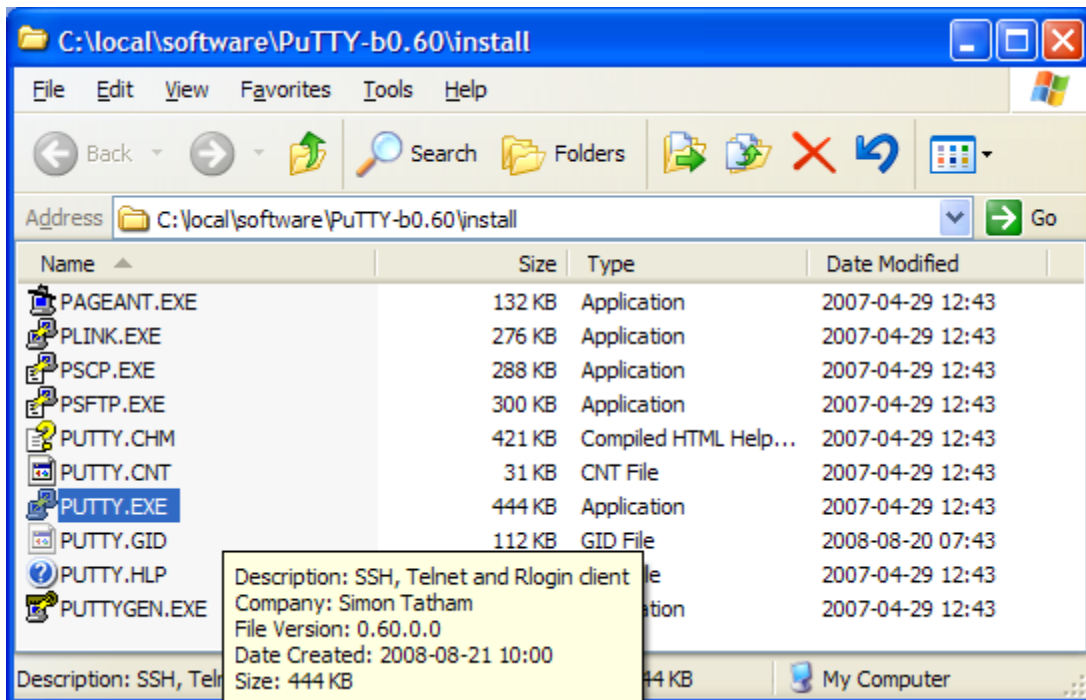 C:\local\software\PuTTY-b0.60\install
File Edit View Favorites Tools Help
Back Search Folders
Address C:\local\software\PuTTY-b0.60\install Go
Name Size Type Date Modified
PAGEANT.EXE 132 KB Application 2007-04-29 12:43
PLINK.EXE 276 KB Application 2007-04-29 12:43
PSCP.EXE 288 KB Application 2007-04-29 12:43
PSFTP.EXE 300 KB Application 2007-04-29 12:43
PUTTY.CHM 421 KB Compiled HTML Help... 2007-04-29 12:43
PUTTY.CNT 31 KB CNT File 2007-04-29 12:43
PUTTY.EXE 444 KB Application 2007-04-29 12:43
PUTTY.GID 112 KB GID File 2008-08-20 07:43
PUTTY.HLP 2007-04-29 12:43
PUTTYGEN.EXE 2007-04-29 12:43
Description: SSH, Telnet and Rlogin client
Company: Simon Tatham
File Version: 0.60.0.0
Date Created: 2008-08-21 10:00
Size: 444 KB
Description: SSH, 44 KB My Computer